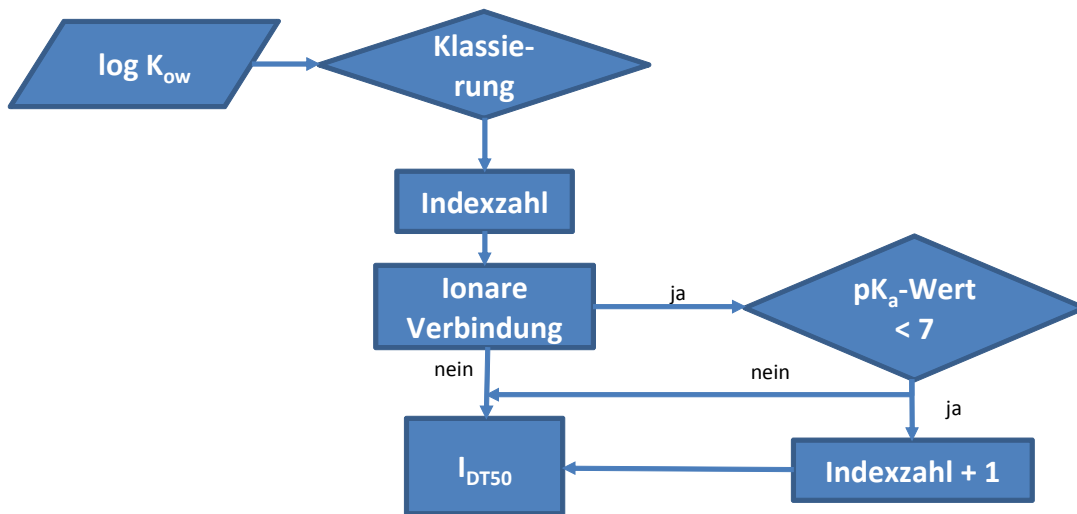 log Kow
Klassie-
rung
Indexzahl
Ionare
Verbindung
ja
pKa-Wert
< 7
nein
nein
ja
IDT50
Indexzahl + 1